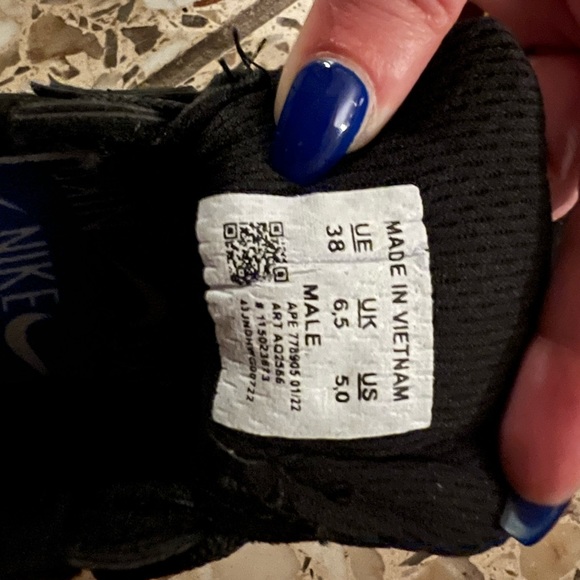 MADE IN VIETNAM
UE UK US
38 6,5 5,0
MALE
APE 778905 01/22
ART AQ2566
# 115023873
NIKE